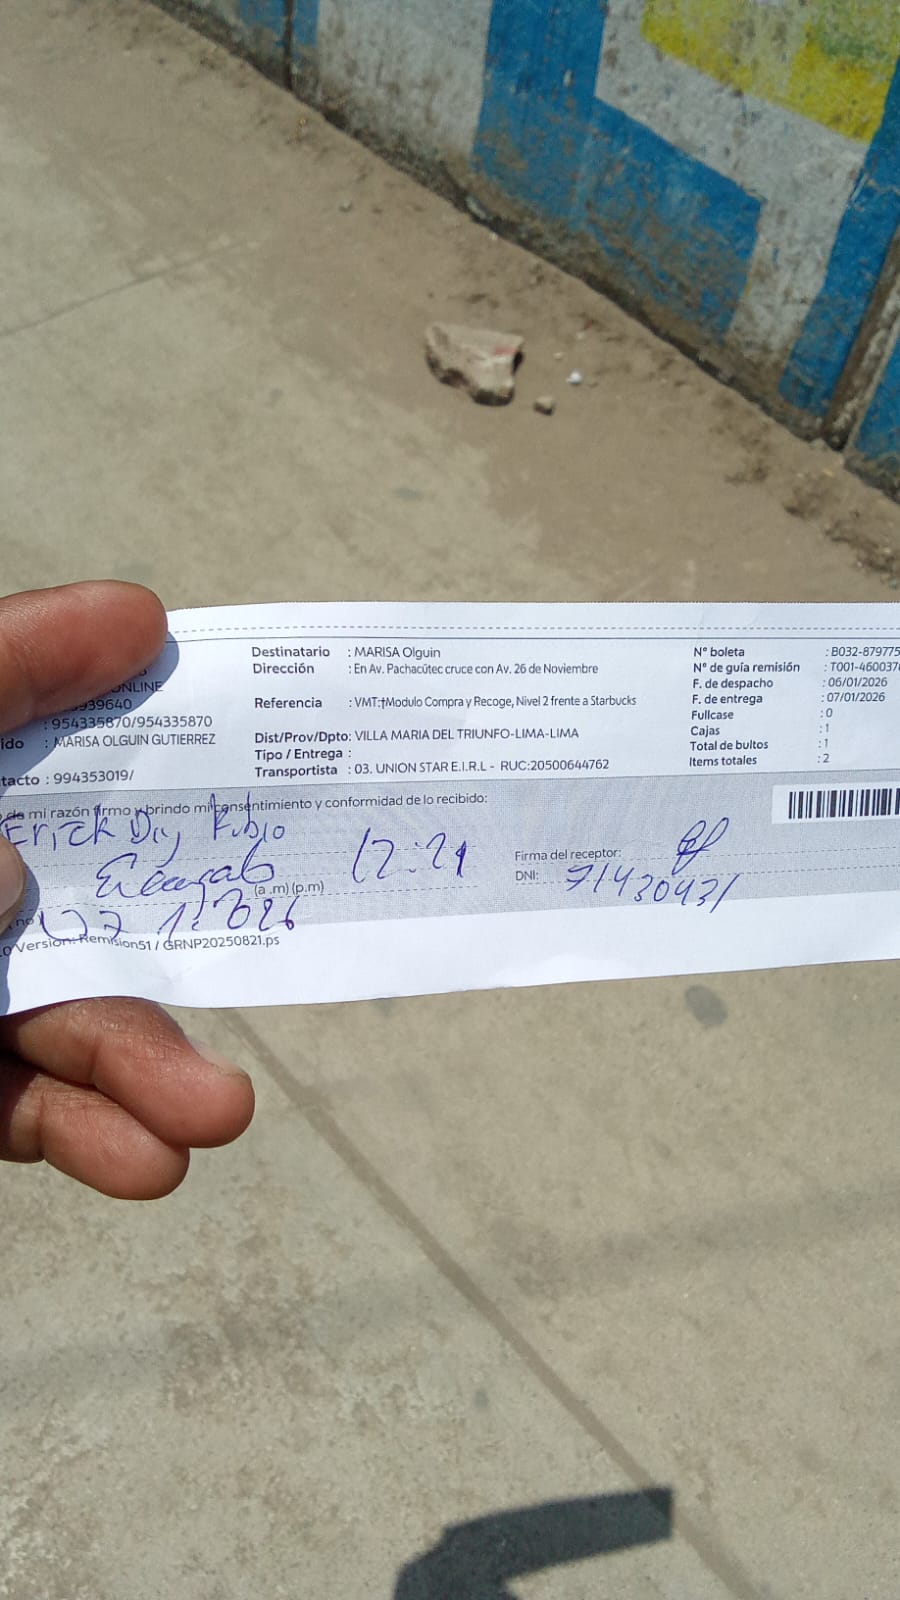 Destinatario : MARISA Olguin
Dirección : En Av. Pachacútec cruce con Av. 26 de Noviembre
Referencia : VMT:†Modulo Compra y Recoge, Nivel 2 frente a Starbucks
Dist/Prov/Dpto: VILLA MARIA DEL TRIUNFO-LIMA-LIMA
Tipo / Entrega :
Transportista : 03. UNION STAR E.I.R.L - RUC:20500644762
ONLINE
939640
: 954335870/954335870
ido : MARISA OLGUIN GUTIERREZ
tacto : 994353019/
N° boleta : B032-879775
N° de guía remisión : T001-460037
F. de despacho : 06/01/2026
F. de entrega : 07/01/2026
Fullcase : 0
Cajas : 1
Total de bultos : 1
Items totales : 2
de mi razón firmo y brindo mi consentimiento y conformidad de lo recibido:
Erick Rubio
12:21
(a .m) (p.m)
Firma del receptor:
DNI: 71430431
Version: Remision51 / GRNP20250821.ps